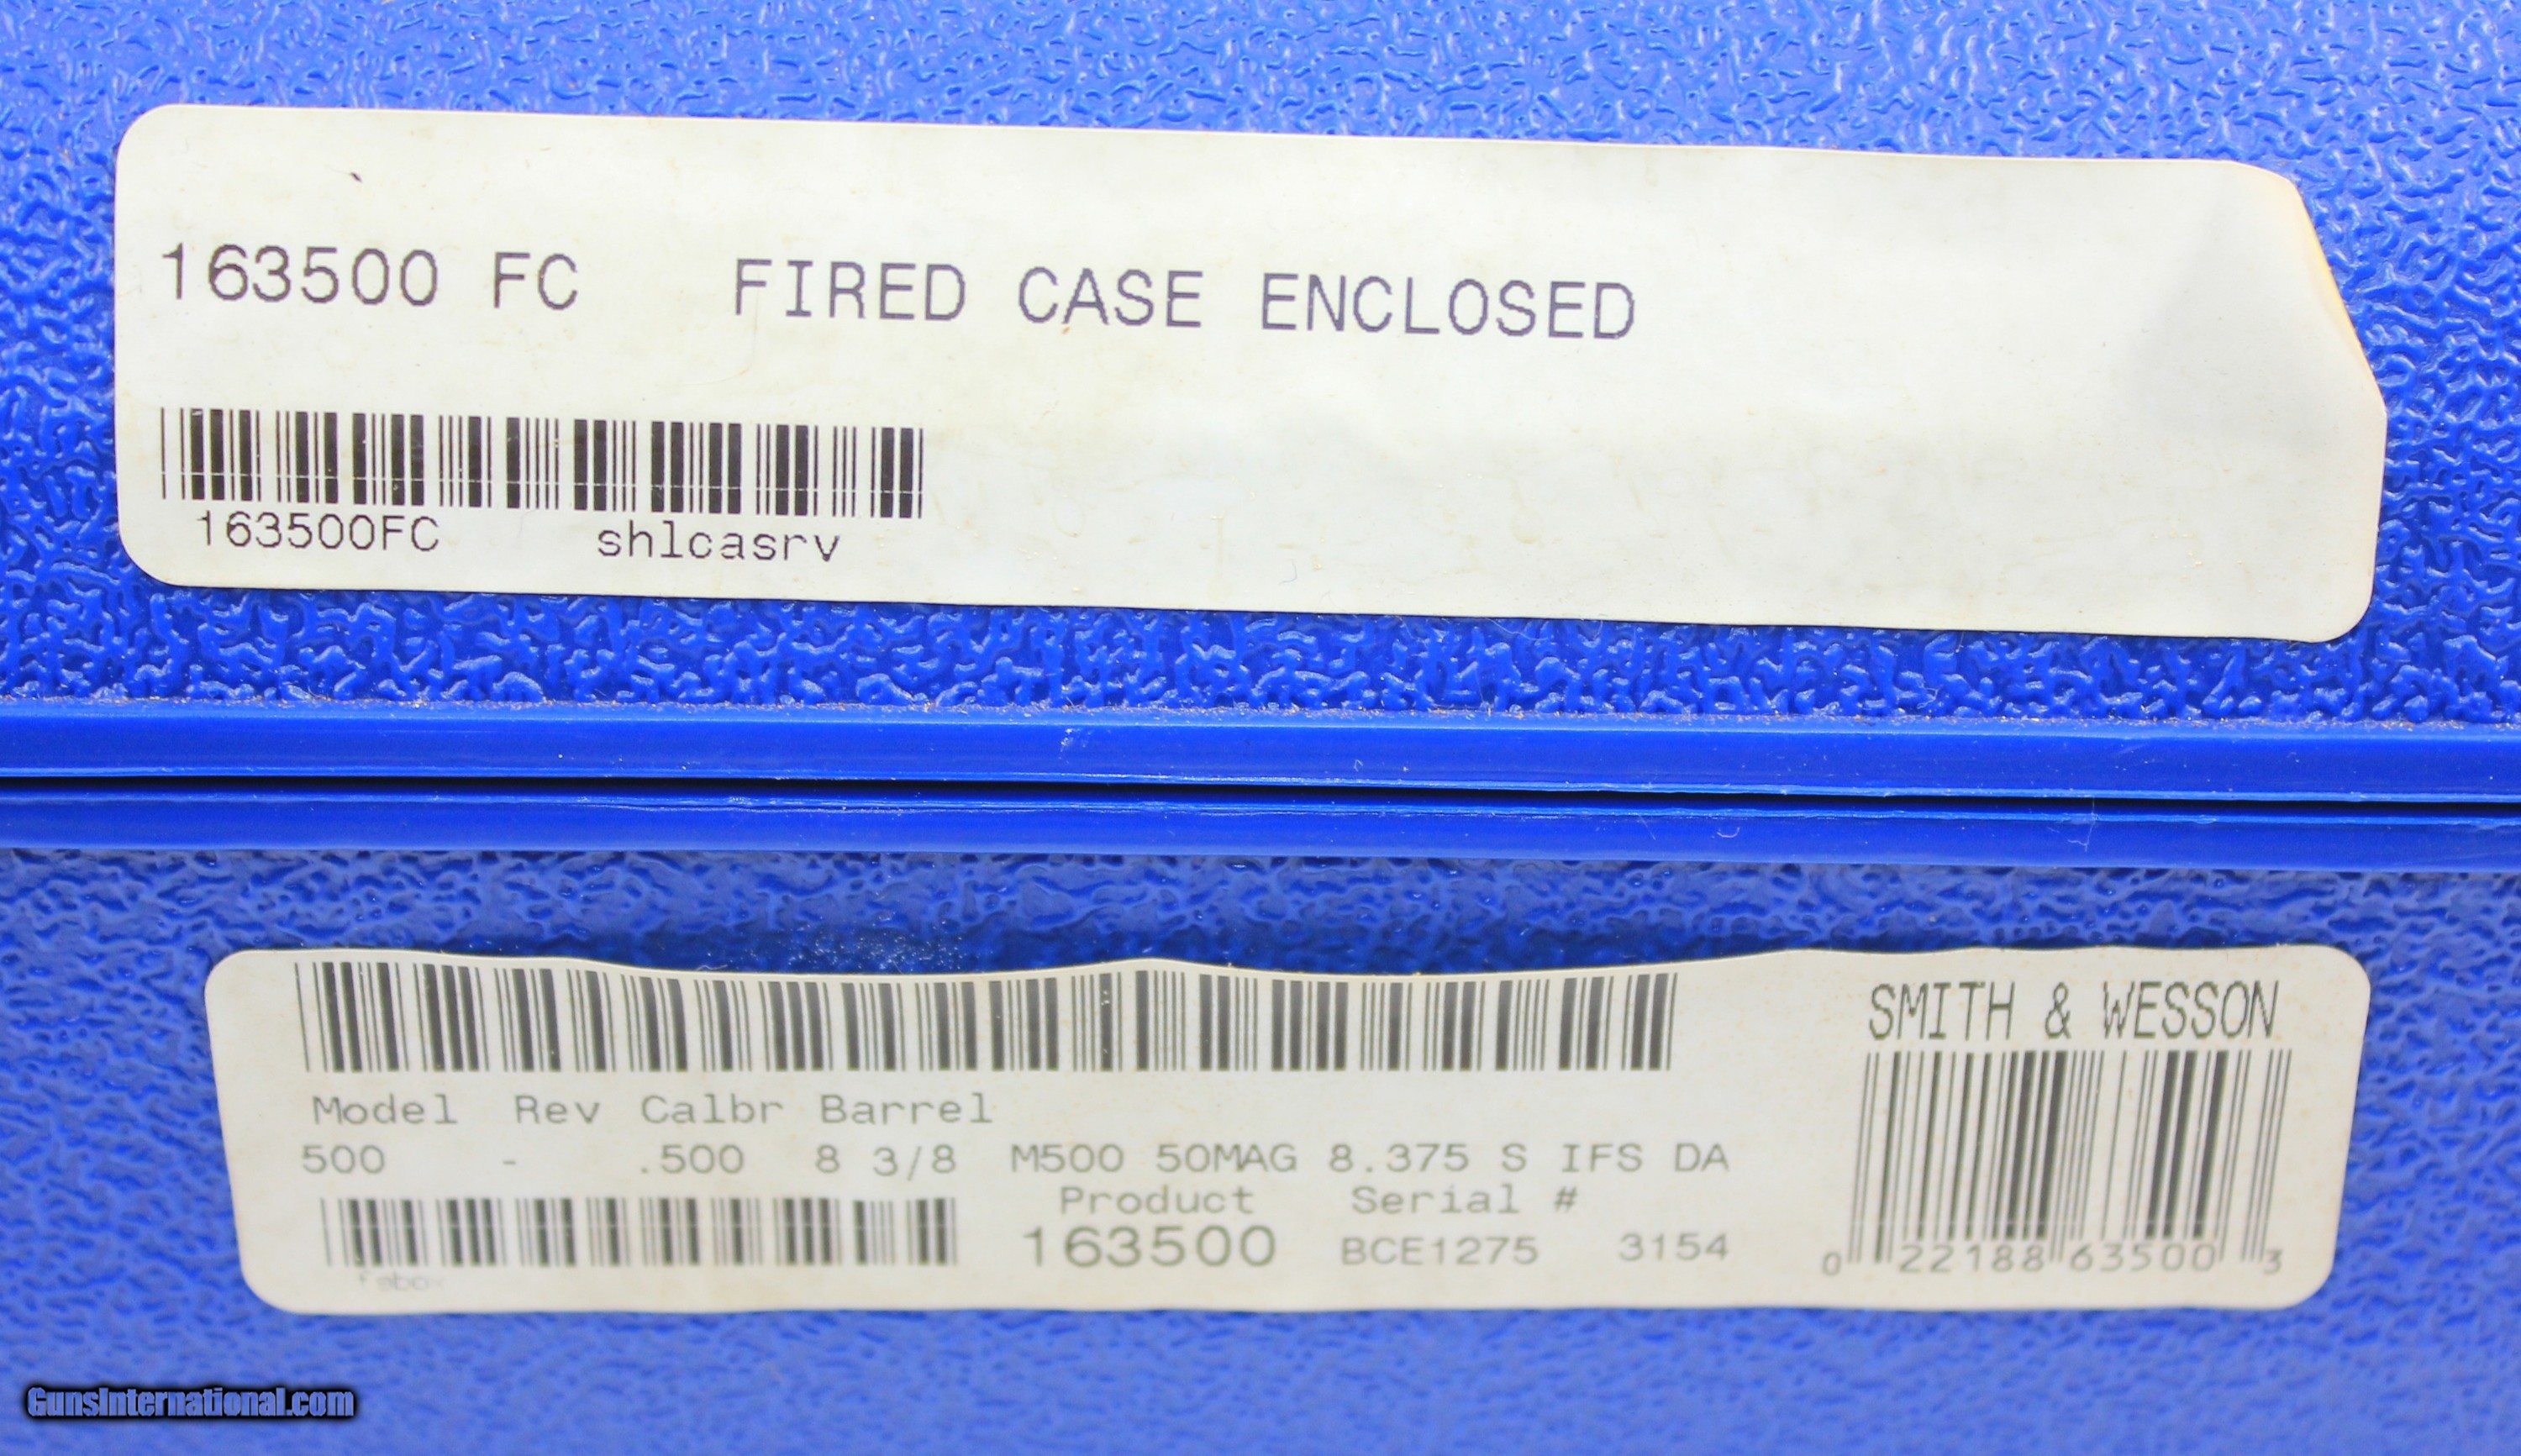 163500 FC FIRED CASE ENCLOSED
163500FC shlcasrv
SMITH & WESSON
Model Rev Calbr Barrel
500 - .500 8 3/8 M500 50MAG 8.375 S IFS DA
Product Serial #
163500 BCE1275 3154
0 22188 63500 3
GunsInternational.com